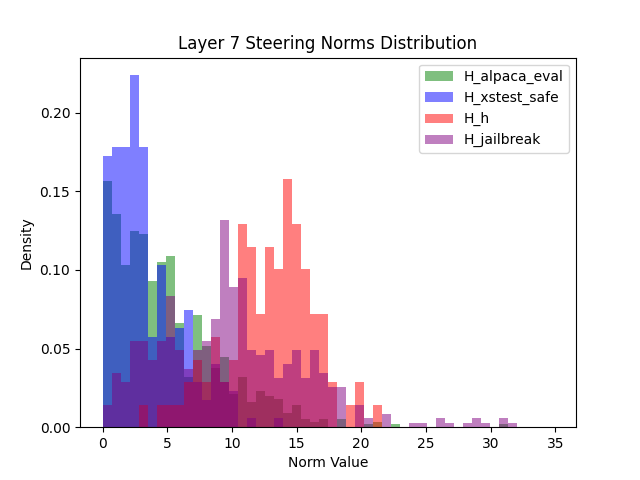 Layer 7 Steering Norms Distribution
H_alpaca_eval
H_xstest_safe
H_h
H_jailbreak
Density
0.20
0.15
0.10
0.05
0.00
0 5 10 15 20 25 30 35
Norm Value